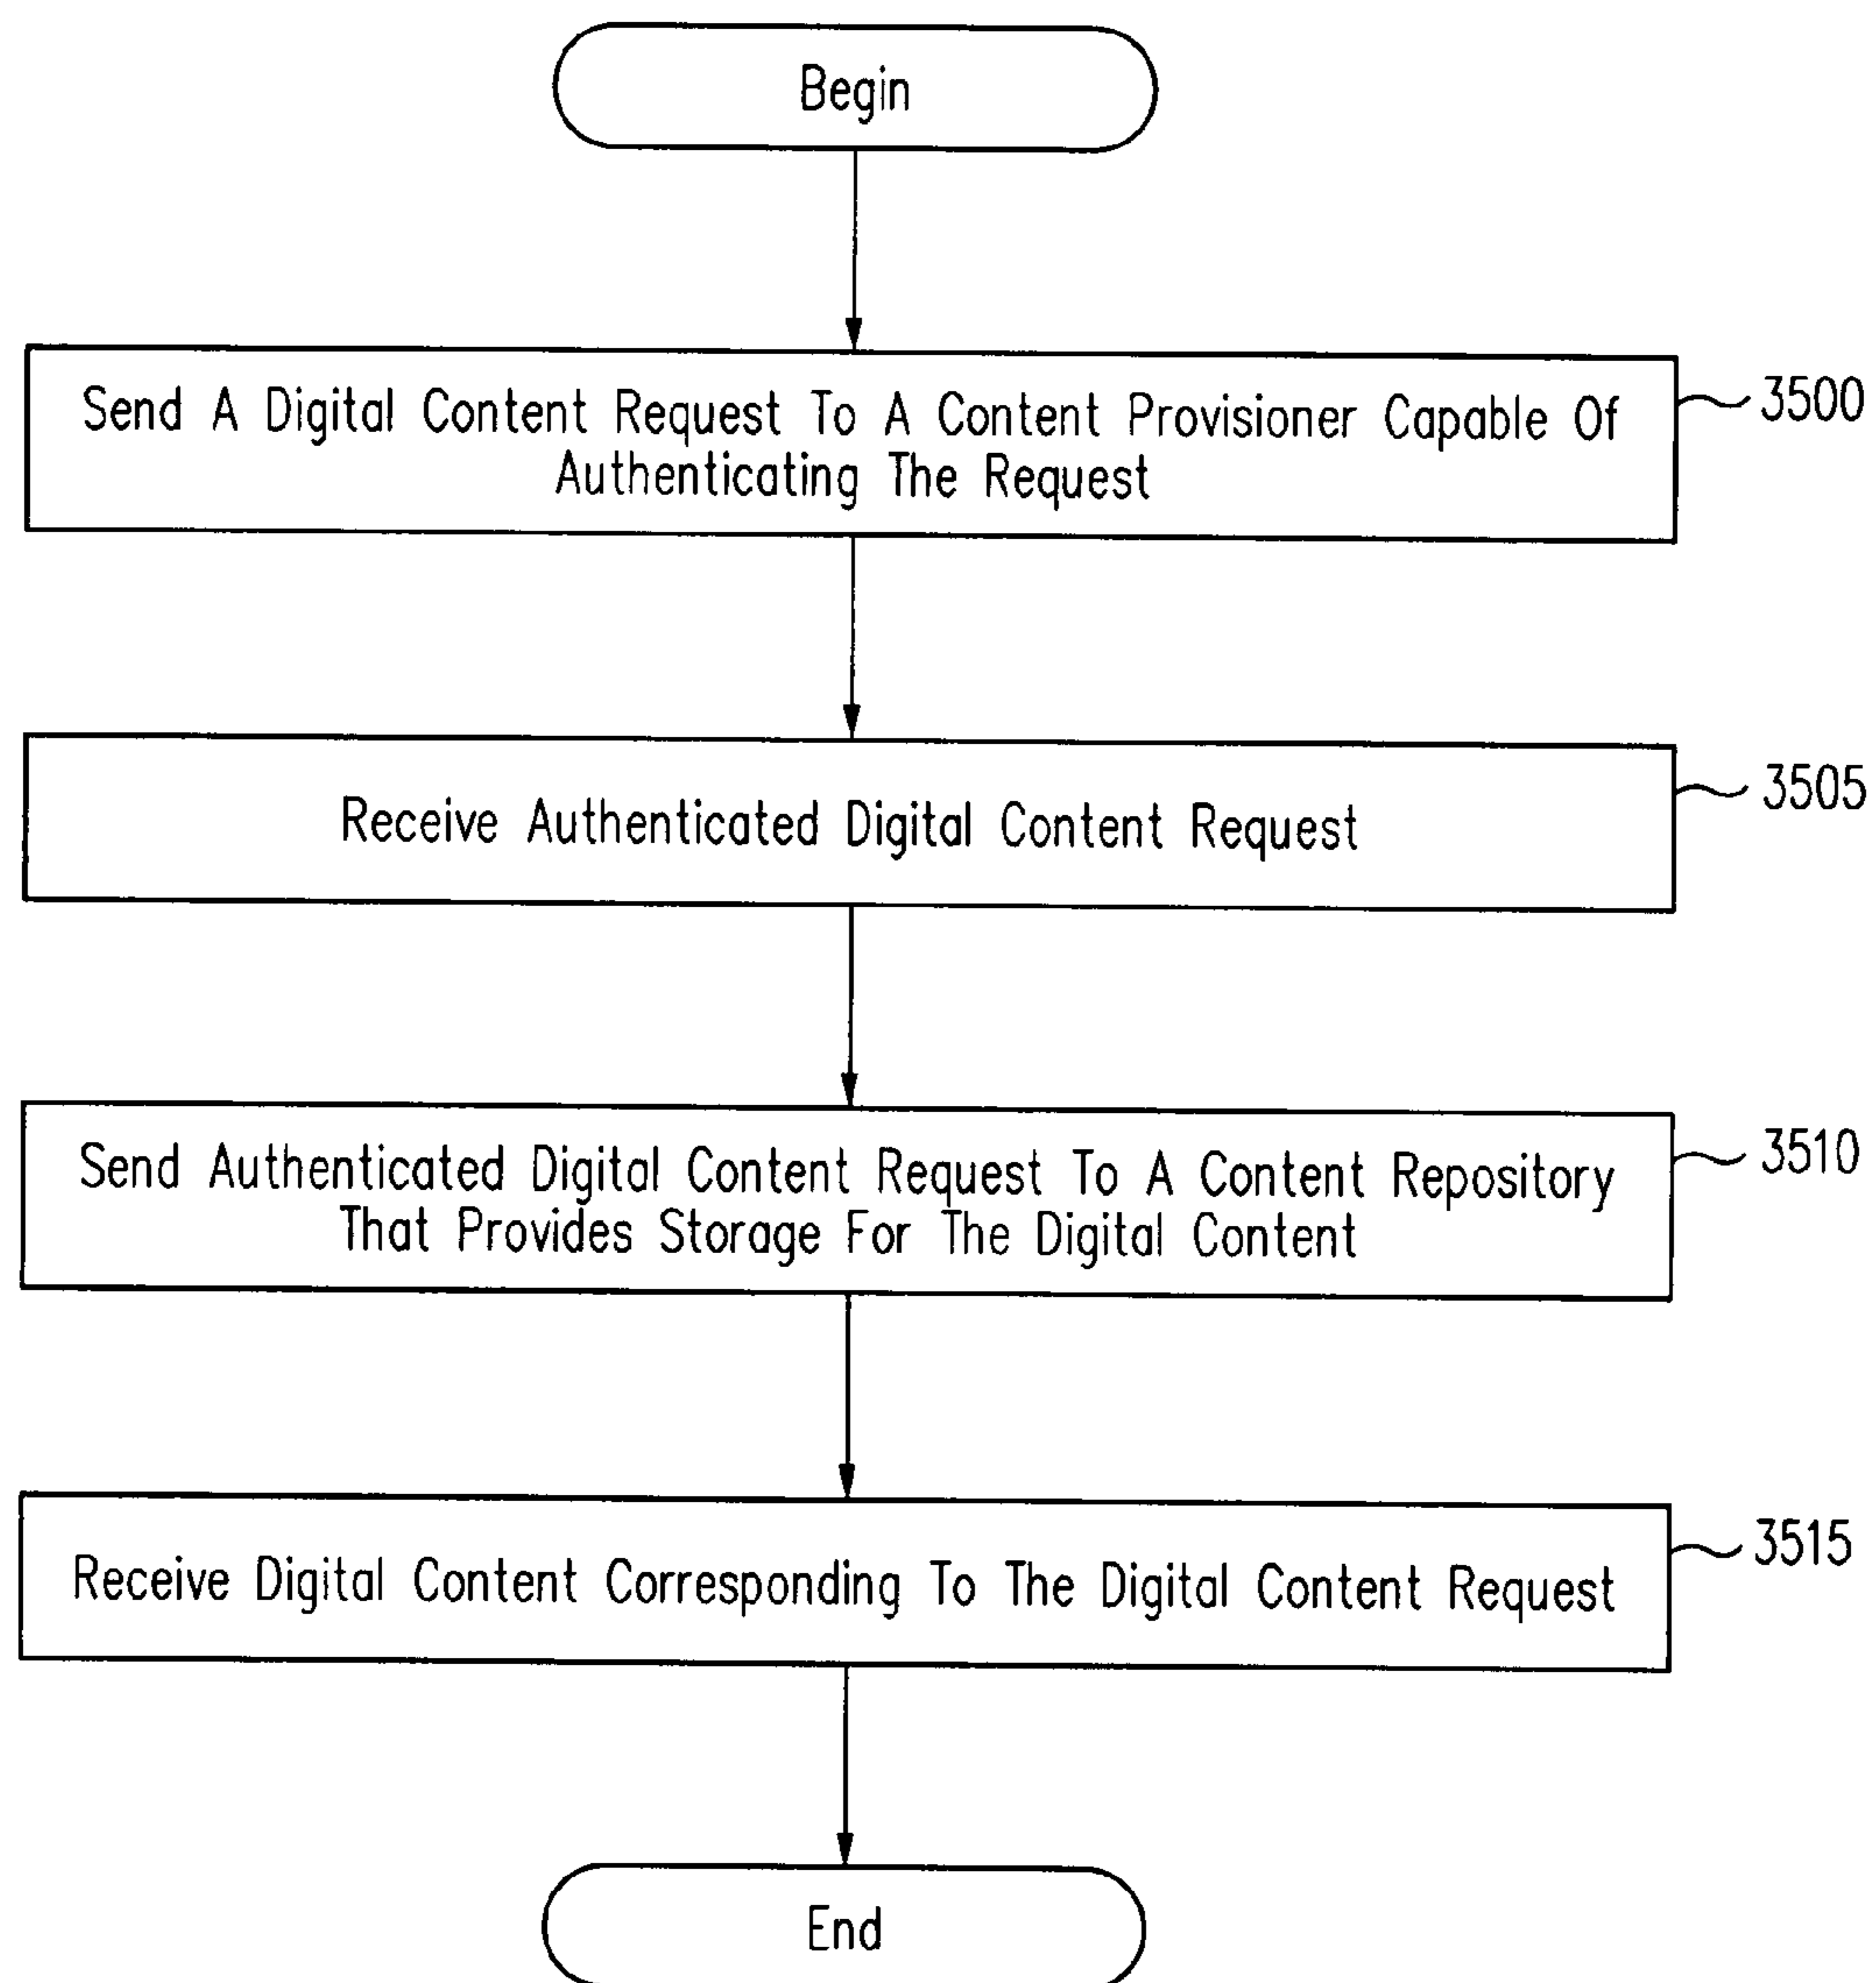 Begin
Send A Digital Content Request To A Content Provisioner Capable Of
Authenticating The Request
3500
Receive Authenticated Digital Content Request
3505
Send Authenticated Digital Content Request To A Content Repository
That Provides Storage For The Digital Content
3510
Receive Digital Content Corresponding To The Digital Content Request
3515
End